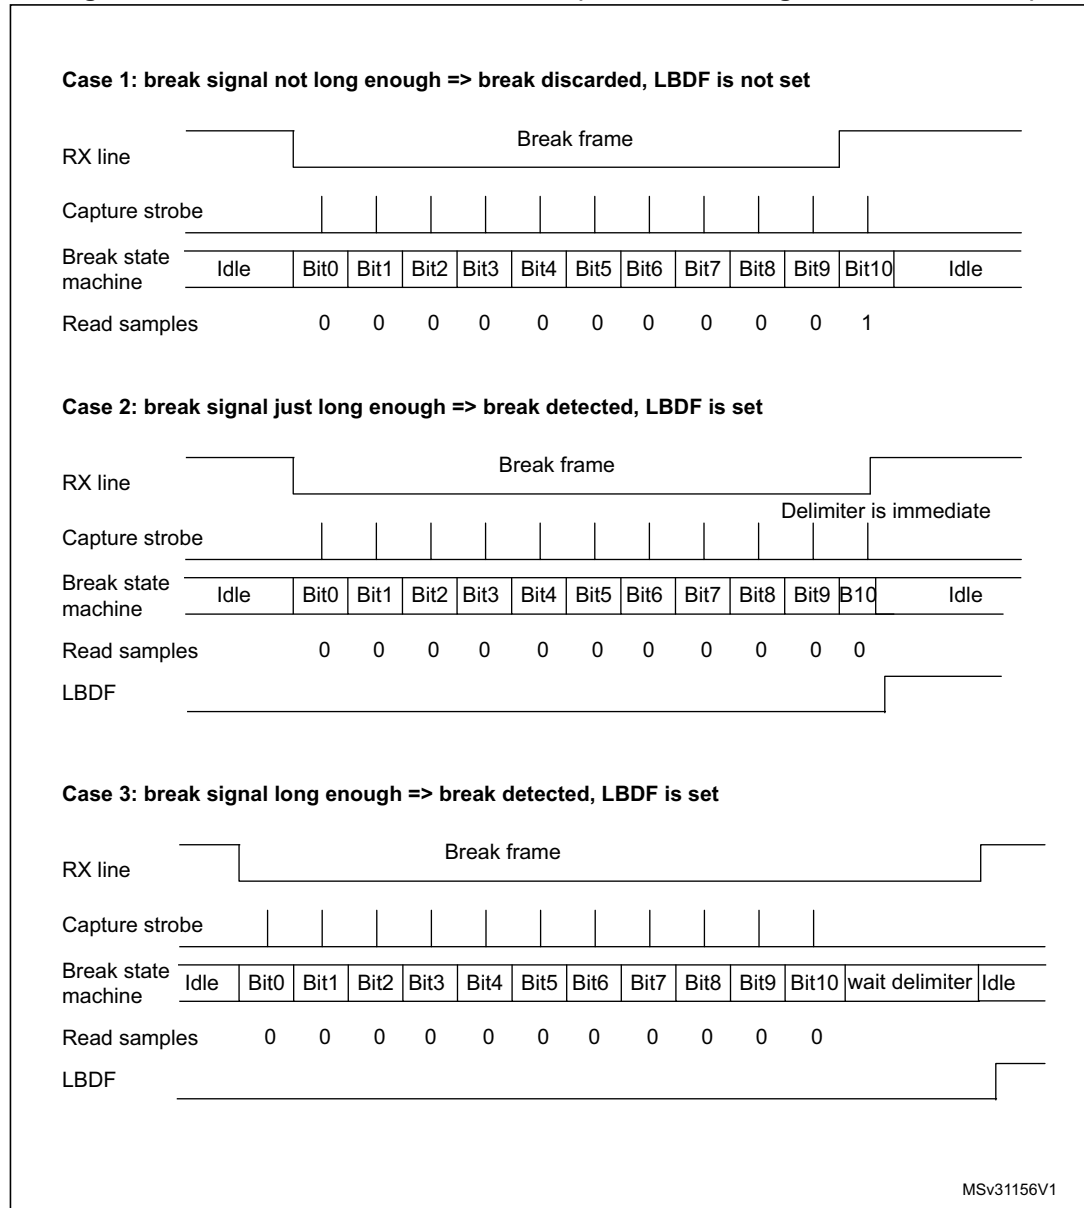 Case 1: break signal not long enough => break discarded, LBDF is not set
Break frame
RX line
Capture strobe
Break state machine Idle Bit0 Bit1 Bit2 Bit3 Bit4 Bit5 Bit6 Bit7 Bit8 Bit9 Bit10 Idle
Read samples 0 0 0 0 0 0 0 0 0 0 1
Case 2: break signal just long enough => break detected, LBDF is set
Break frame
RX line
Delimiter is immediate
Capture strobe
Break state machine Idle Bit0 Bit1 Bit2 Bit3 Bit4 Bit5 Bit6 Bit7 Bit8 Bit9 B10 Idle
Read samples 0 0 0 0 0 0 0 0 0 0 0
LBDF
Case 3: break signal long enough => break detected, LBDF is set
Break frame
RX line
Capture strobe
Break state machine Idle Bit0 Bit1 Bit2 Bit3 Bit4 Bit5 Bit6 Bit7 Bit8 Bit9 Bit10 wait delimiter Idle
Read samples 0 0 0 0 0 0 0 0 0 0 0
LBDF
MSv31156V1